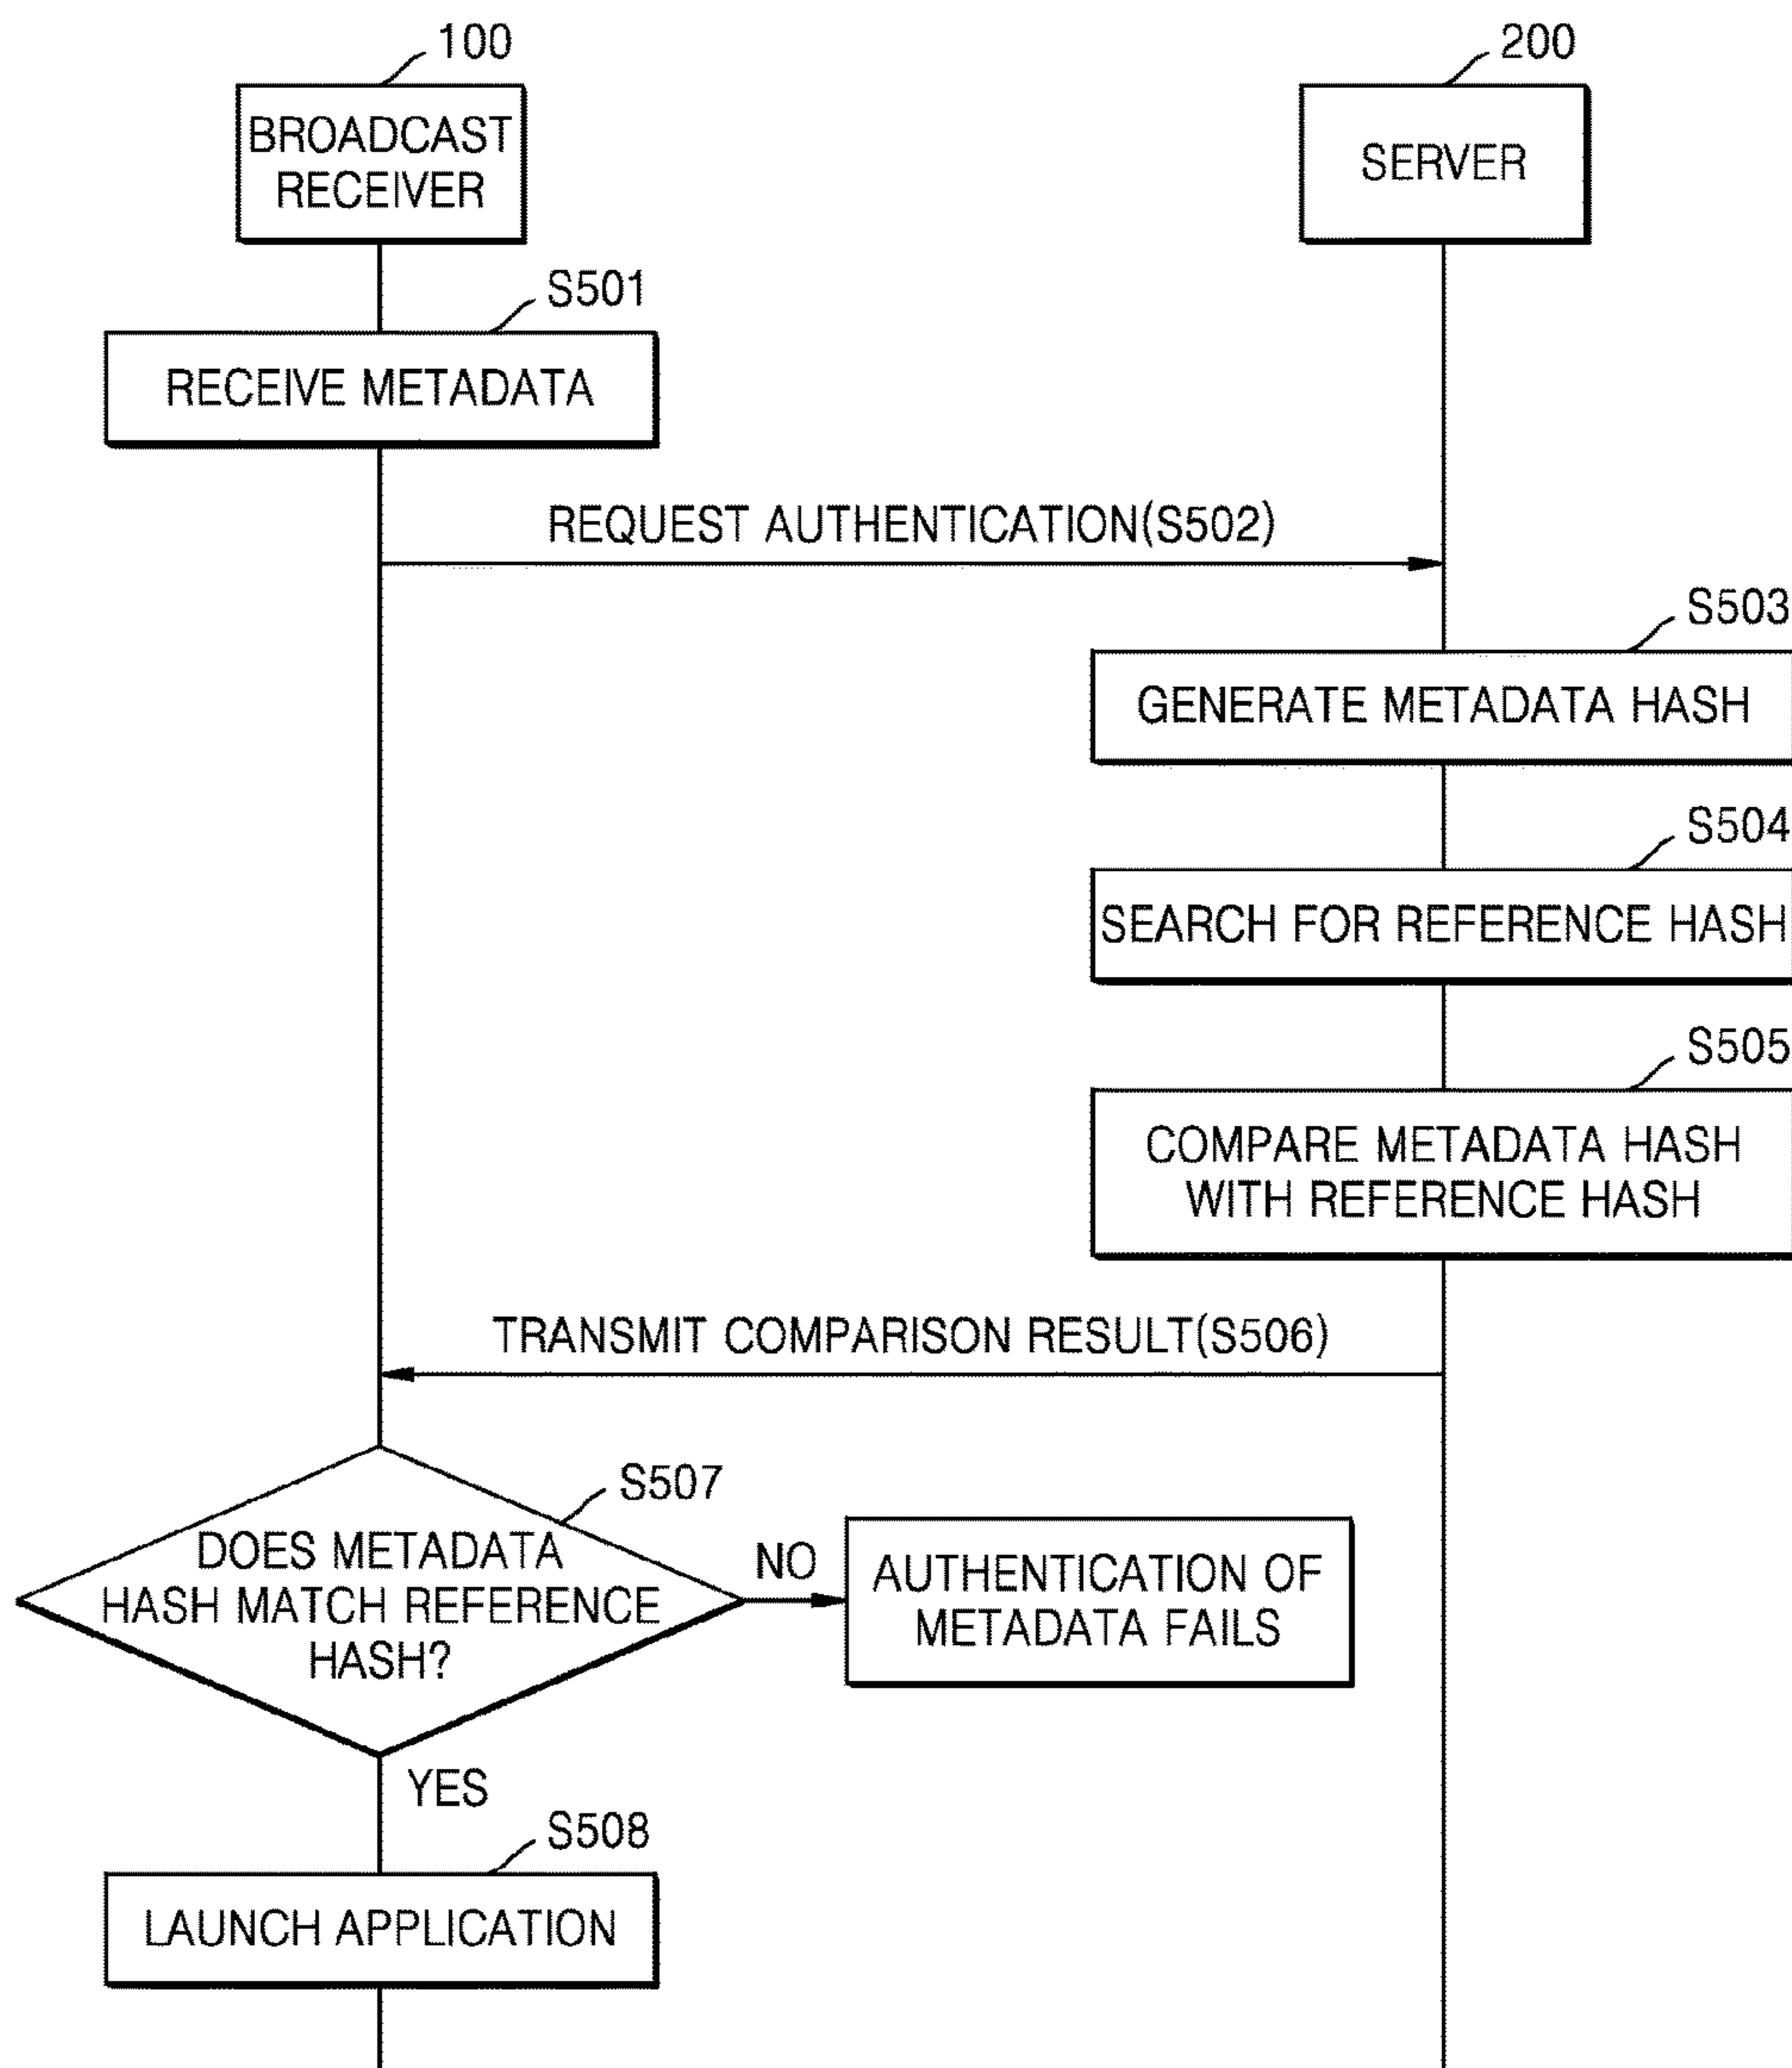 100
200
BROADCAST
RECEIVER
SERVER
S501
RECEIVE METADATA
REQUEST AUTHENTICATION(S502)
S503
GENERATE METADATA HASH
S504
SEARCH FOR REFERENCE HASH
S505
COMPARE METADATA HASH
WITH REFERENCE HASH
TRANSMIT COMPARISON RESULT(S506)
S507
DOES METADATA
HASH MATCH REFERENCE
HASH?
NO
AUTHENTICATION OF
METADATA FAILS
YES
S508
LAUNCH APPLICATION